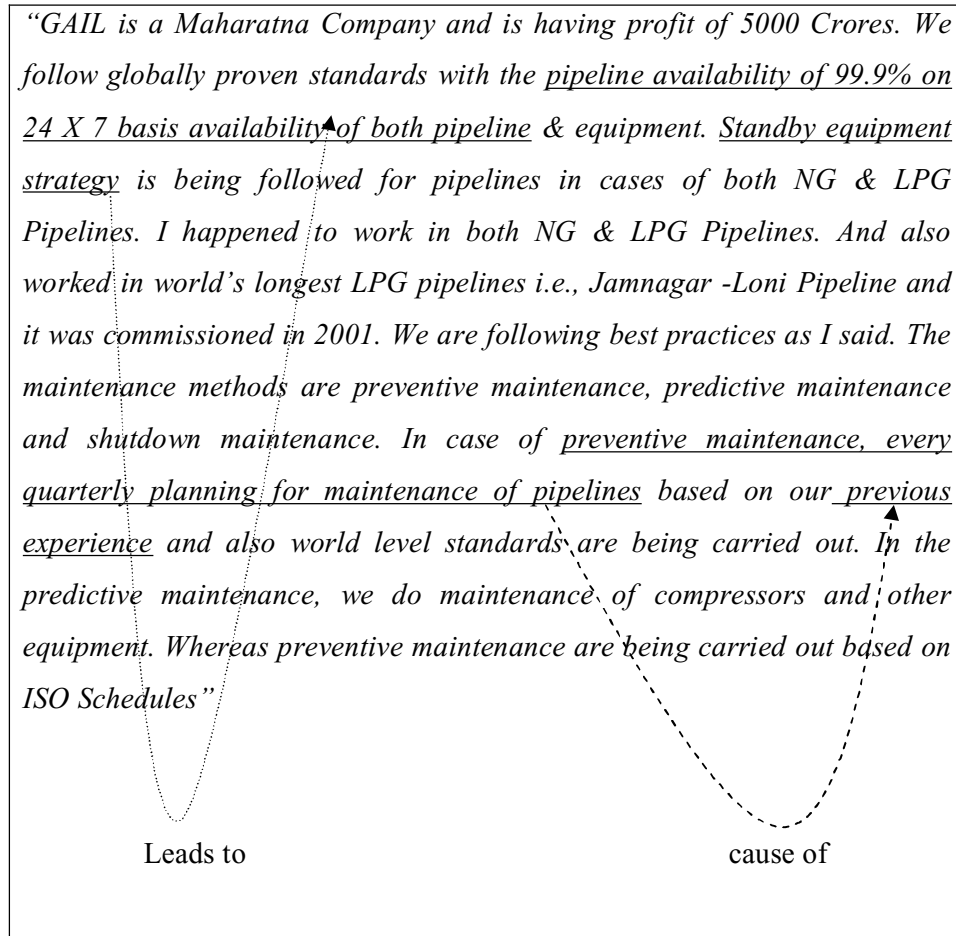 “GAIL is a Maharatna Company and is having profit of 5000 Crores. We
follow globally proven standards with the pipeline availability of 99.9% on
24 X 7 basis availability of both pipeline & equipment. Standby equipment
strategy is being followed for pipelines in cases of both NG & LPG
Pipelines. I happened to work in both NG & LPG Pipelines. And also
worked in world’s longest LPG pipelines i.e., Jamnagar -Loni Pipeline and
it was commissioned in 2001. We are following best practices as I said. The
maintenance methods are preventive maintenance, predictive maintenance
and shutdown maintenance. In case of preventive maintenance, every
quarterly planning for maintenance of pipelines based on our previous
experience and also world level standards are being carried out. In the
predictive maintenance, we do maintenance of compressors and other
equipment. Whereas preventive maintenance are being carried out based on
ISO Schedules”
Leads to
cause of